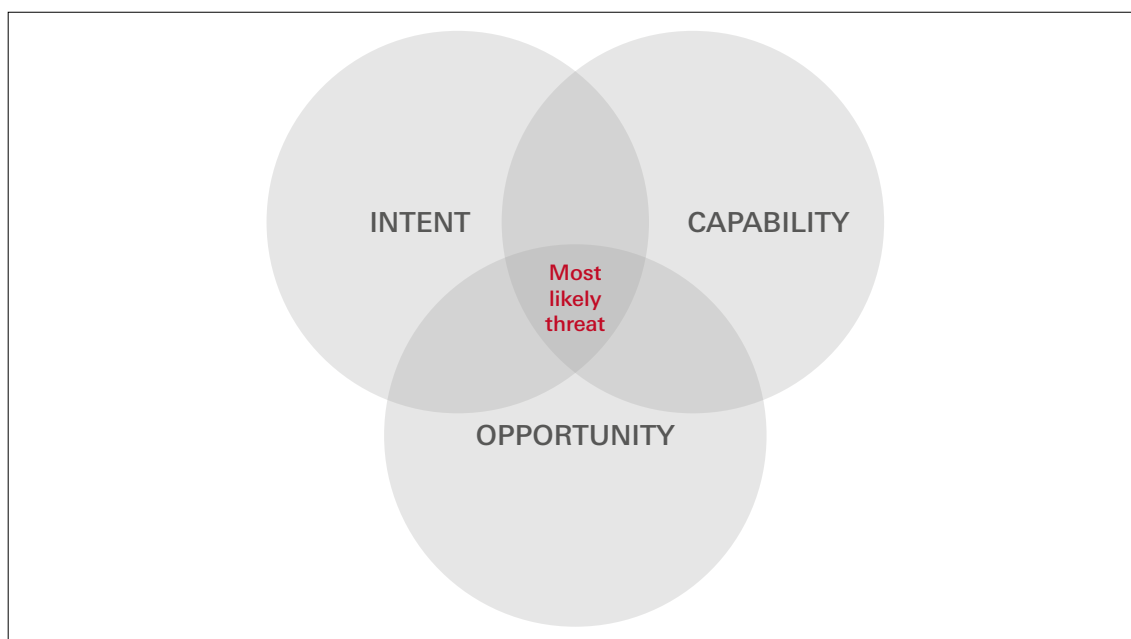 INTENT
CAPABILITY
Most
likely
threat
OPPORTUNITY